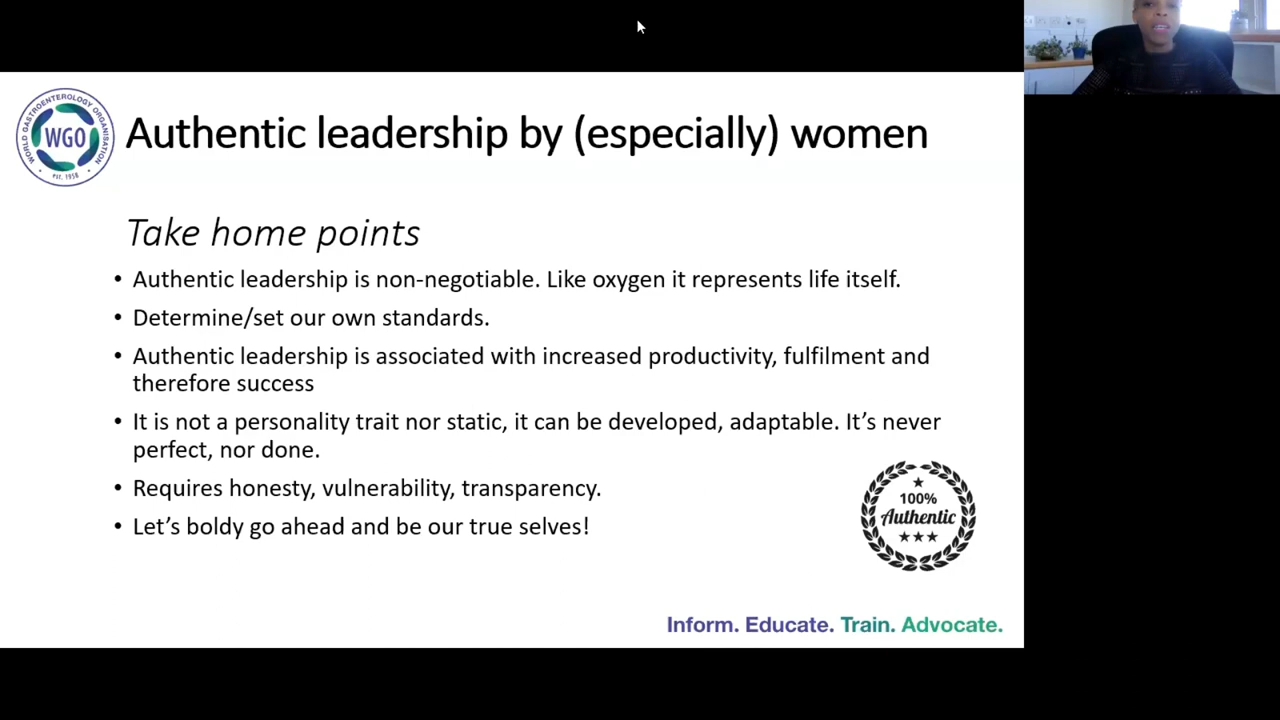 WORLD GASTROENTEROLOGY ORGANISATION
WGO
est. 1958
Authentic leadership by (especially) women
Take home points
• Authentic leadership is non-negotiable. Like oxygen it represents life itself.
• Determine/set our own standards.
• Authentic leadership is associated with increased productivity, fulfilment and
therefore success
• It is not a personality trait nor static, it can be developed, adaptable. It’s never
perfect, nor done.
• Requires honesty, vulnerability, transparency.
• Let’s boldy go ahead and be our true selves!
100%
Authentic
Inform. Educate. Train. Advocate.